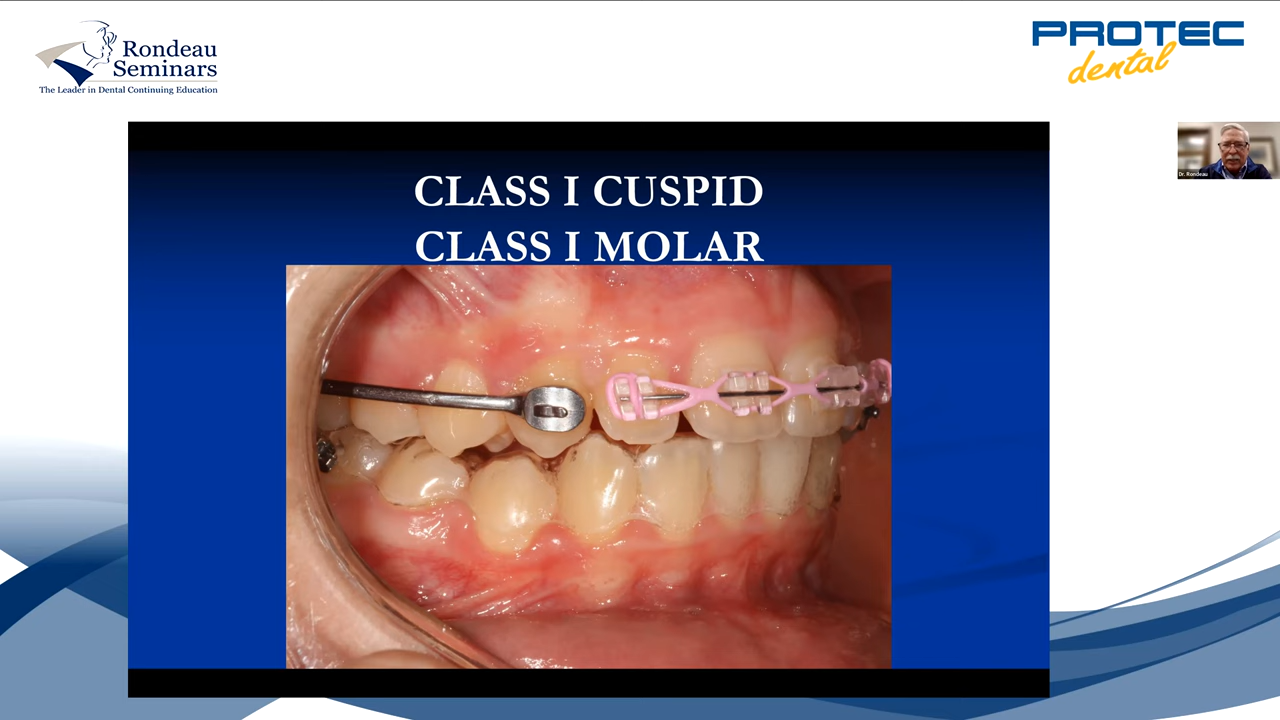 Rondeau
Seminars
The Leader in Dental Continuing Education
PROTEC
dental
Dr. Rondeau
CLASS I CUSPID
CLASS I MOLAR